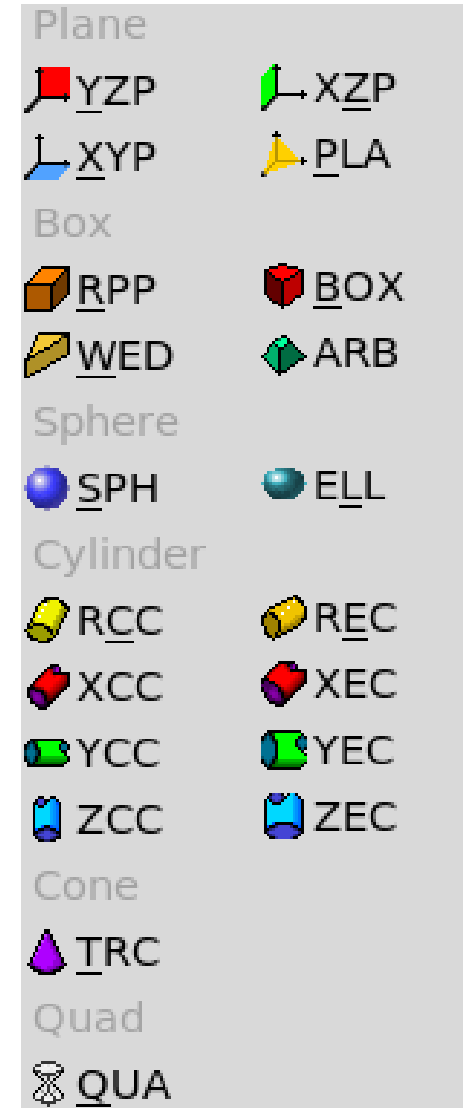 Plane
YZP XZP
XYP PLA
Box
RPP BOX
WED ARB
Sphere
SPH ELL
Cylinder
RCC REC
XCC XEC
YCC YEC
ZCC ZEC
Cone
TRC
Quad
QUA